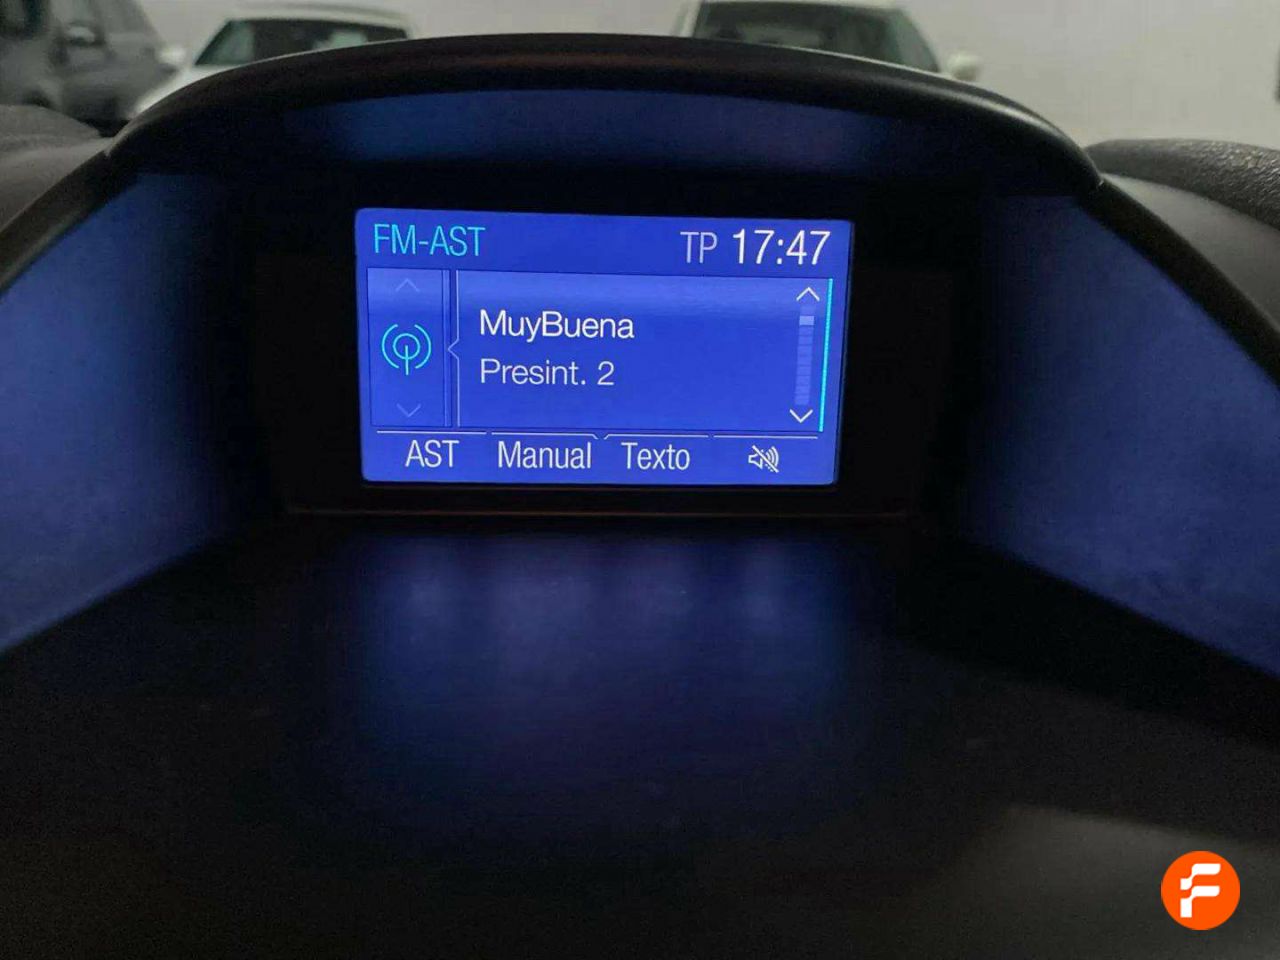 FM-AST TP 17:47
MuyBuena
Presint. 2
AST Manual Texto
F